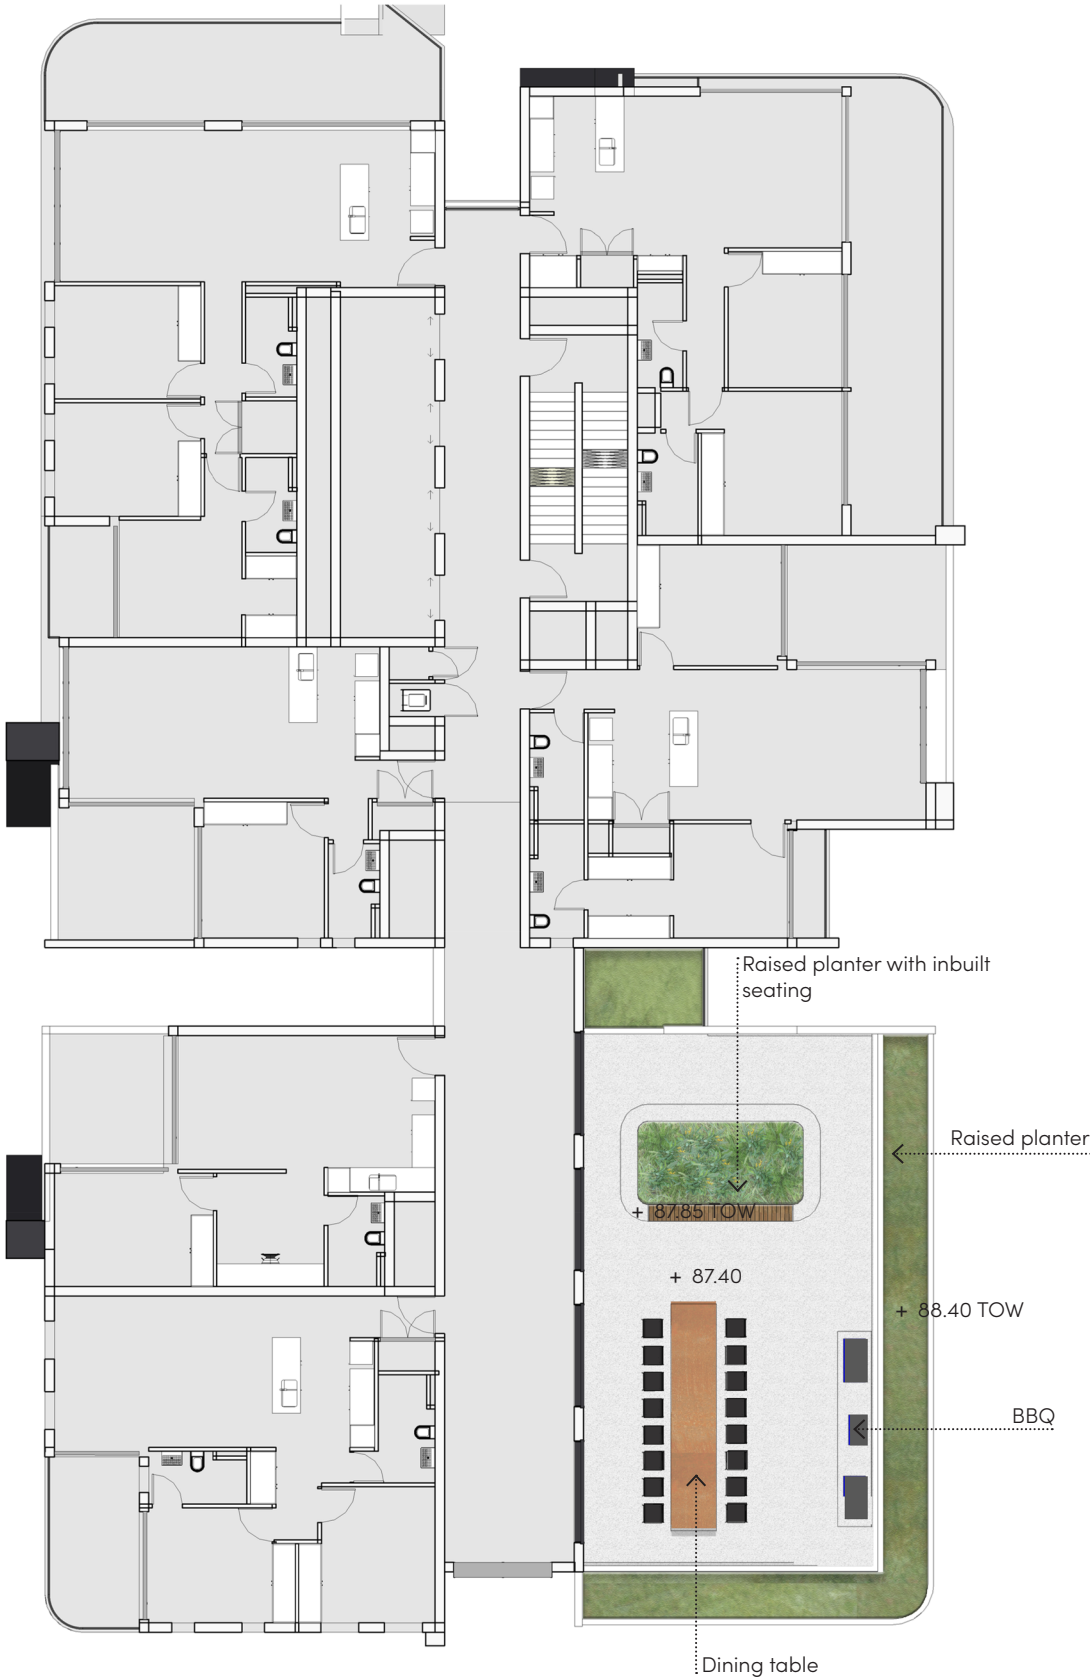 Raised planter with inbuilt
seating
Raised planter
+ 87.85 TOW
+ 87.40
+ 88.40 TOW
BBQ
Dining table